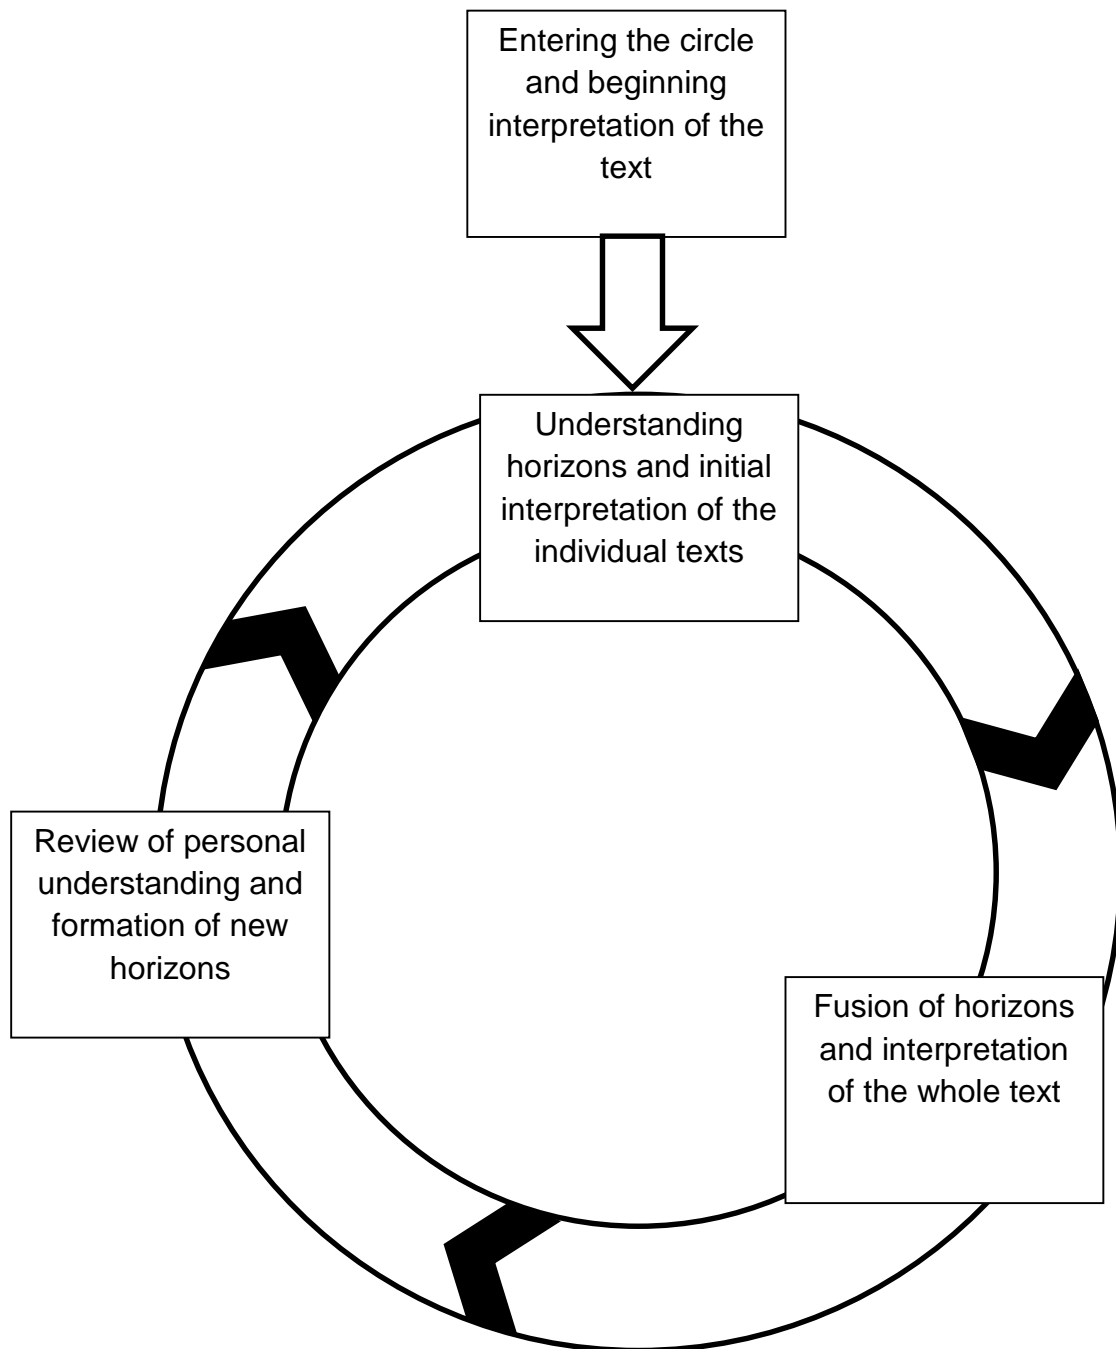 Entering the circle
and beginning
interpretation of the
text
Understanding
horizons and initial
interpretation of the
individual texts
Review of personal
understanding and
formation of new
horizons
Fusion of horizons
and interpretation
of the whole text